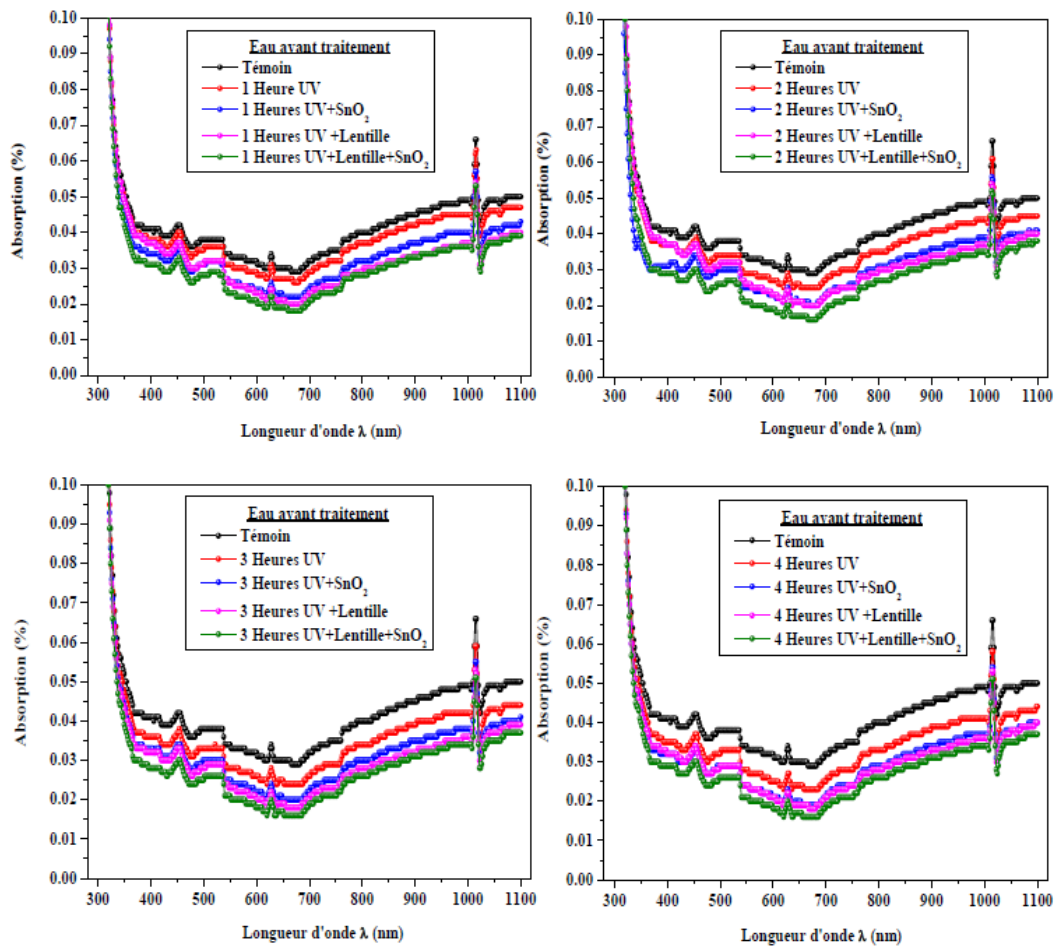 0.10
0.09
0.08
0.07
0.06
0.05
0.04
0.03
0.02
0.01
0.00
Absorption (%)
Eau avant traitement
Témoin
1 Heure UV
1 Heures UV+SnO₂
1 Heures UV +Lentille
1 Heures UV+Lentille+SnO₂
300 400 500 600 700 800 900 1000 1100
Longueur d'onde λ (nm)
0.10
0.09
0.08
0.07
0.06
0.05
0.04
0.03
0.02
0.01
0.00
Absorption (%)
Eau avant traitement
Témoin
2 Heures UV
2 Heures UV+SnO₂
2 Heures UV +Lentille
2 Heures UV+Lentille+SnO₂
300 400 500 600 700 800 900 1000 1100
Longueur d'onde λ (nm)
0.10
0.09
0.08
0.07
0.06
0.05
0.04
0.03
0.02
0.01
0.00
Absorption (%)
Eau avant traitement
Témoin
3 Heures UV
3 Heures UV+SnO₂
3 Heures UV +Lentille
3 Heures UV+Lentille+SnO₂
300 400 500 600 700 800 900 1000 1100
Longueur d'onde λ (nm)
0.10
0.09
0.08
0.07
0.06
0.05
0.04
0.03
0.02
0.01
0.00
Absorption (%)
Eau avant traitement
Témoin
4 Heures UV
4 Heures UV+SnO₂
4 Heures UV +Lentille
4 Heures UV+Lentille+SnO₂
300 400 500 600 700 800 900 1000 1100
Longueur d'onde λ (nm)